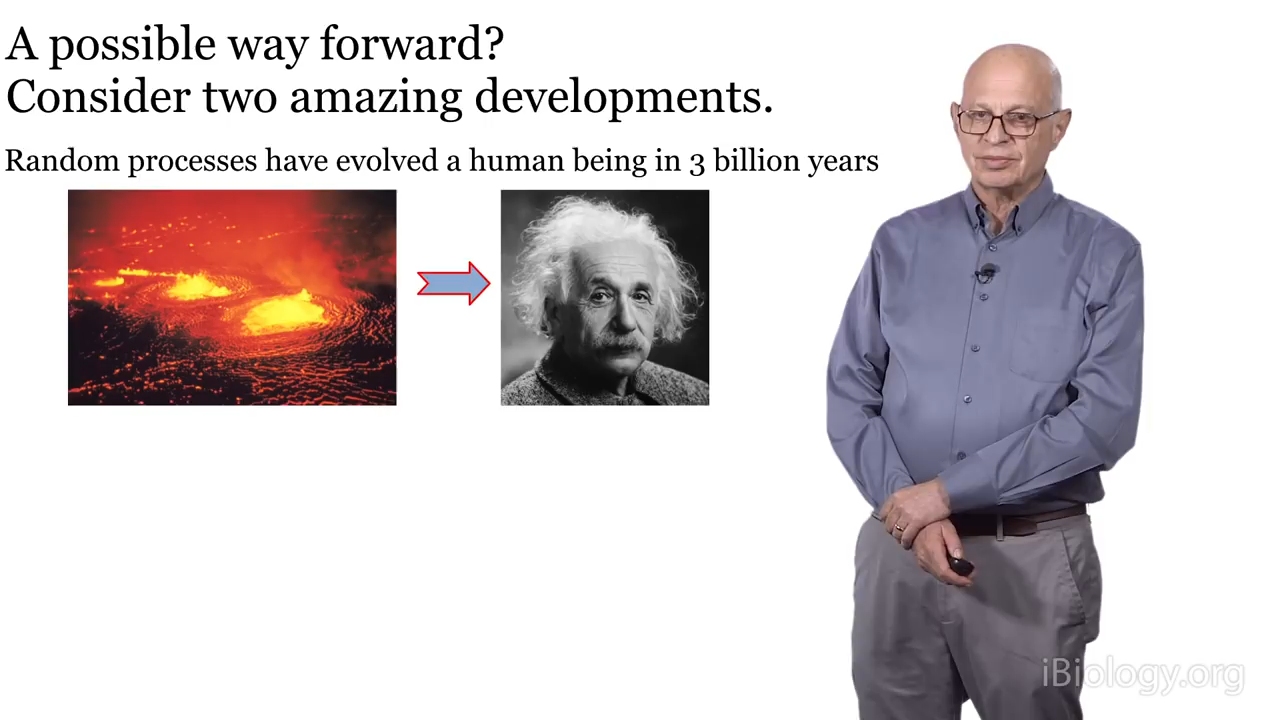 A possible way forward?
Consider two amazing developments.
Random processes have evolved a human being in 3 billion years
iBiology.org